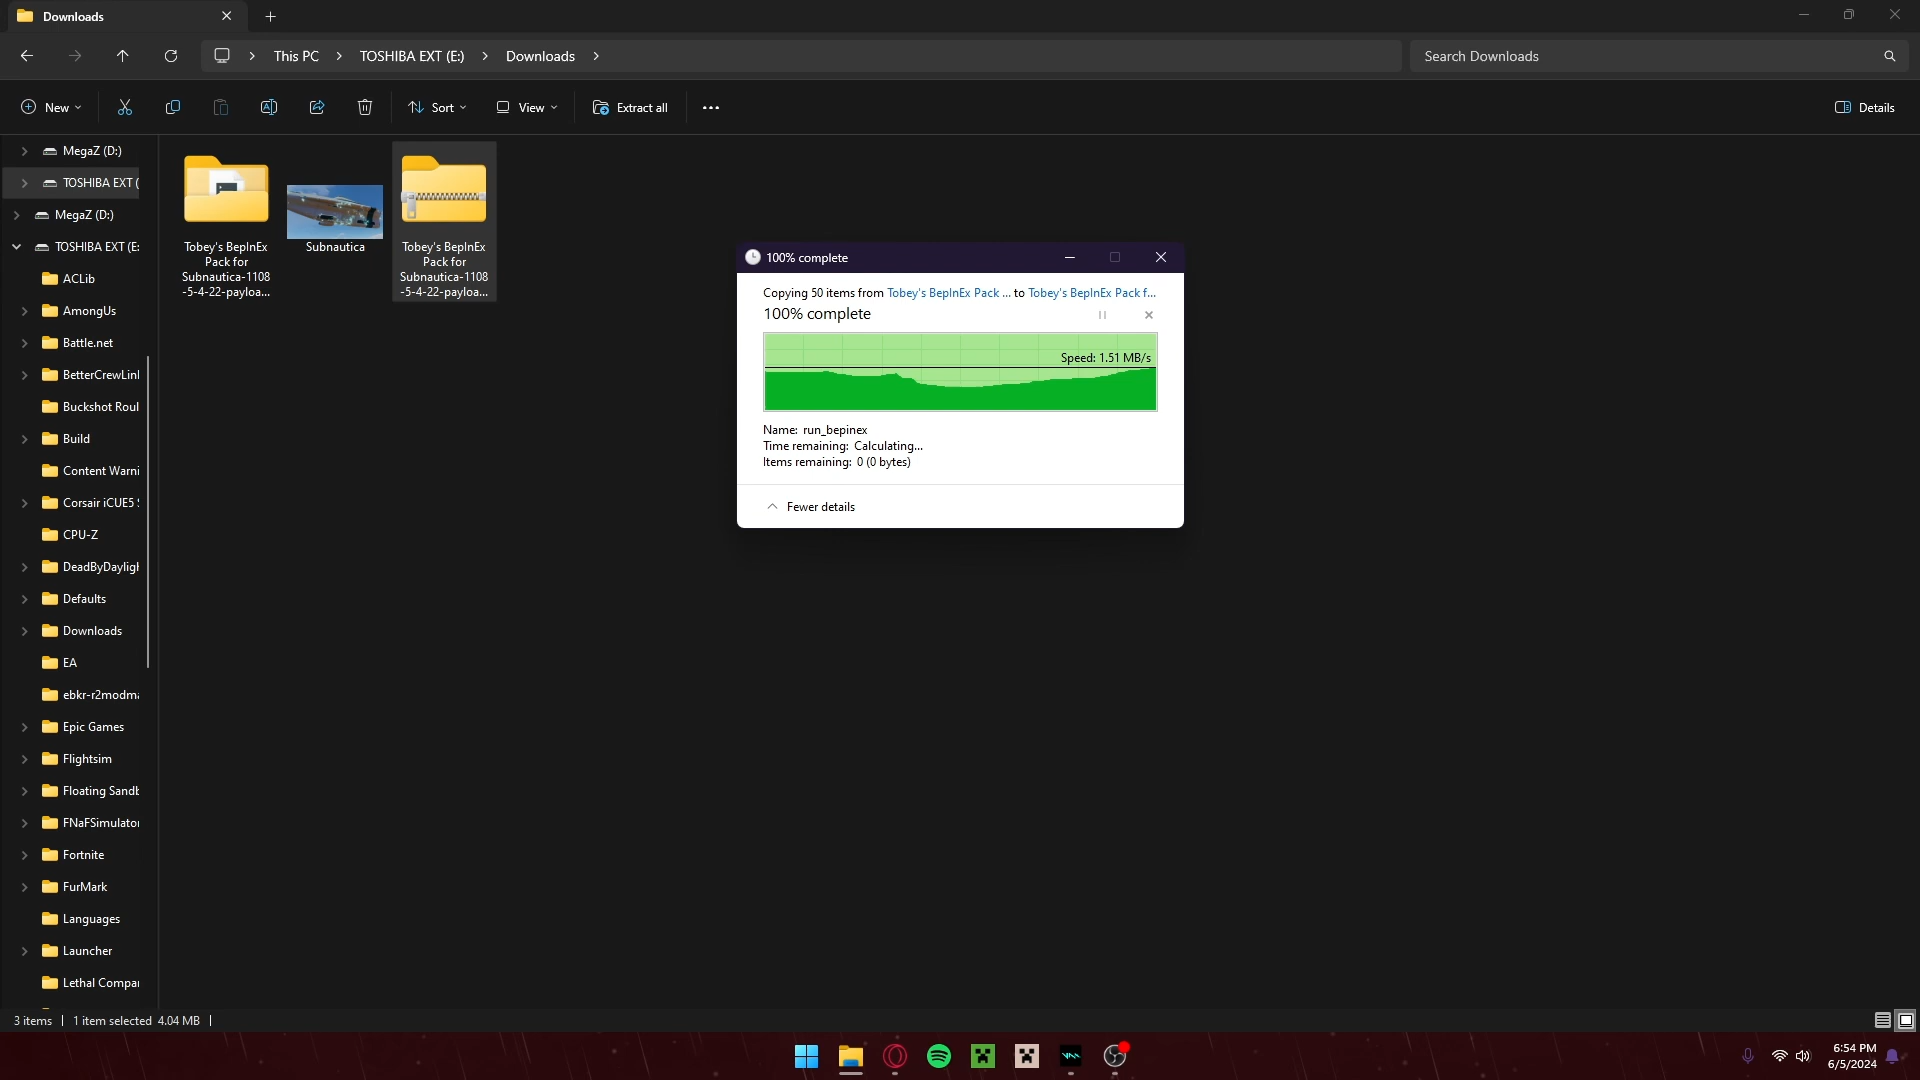 Downloads
This PC
TOSHIBA EXT (E:)
Downloads
Search Downloads
New
Sort
View
Extract all
Details
MegaZ (D:)
TOSHIBA EXT (
MegaZ (D:)
TOSHIBA EXT (E:
ACLib
AmongUs
Battle.net
BetterCrewLinl
Buckshot Roul
Build
Content Warni
Corsair iCUE5 S
CPU-Z
DeadByDayligh
Defaults
Downloads
EA
ebkr-r2modma
Epic Games
Flightsim
Floating Sandb
FNaFSimulator
Fortnite
FurMark
Languages
Launcher
Lethal Compan
Tobey's BepInEx
Pack for
Subnautica-1108
-5-4-22-payloa...
Subnautica
Tobey's BepInEx
Pack for
Subnautica-1108
-5-4-22-payloa...
100% complete
Copying 50 items from Tobey's BepInEx Pack ... to Tobey's BepInEx Pack f...
100% complete
Speed: 1.51 MB/s
Name: run_bepinex
Time remaining: Calculating...
Items remaining: 0 (0 bytes)
Fewer details
3 items
1 item selected 4.04 MB
6:54 PM
6/5/2024